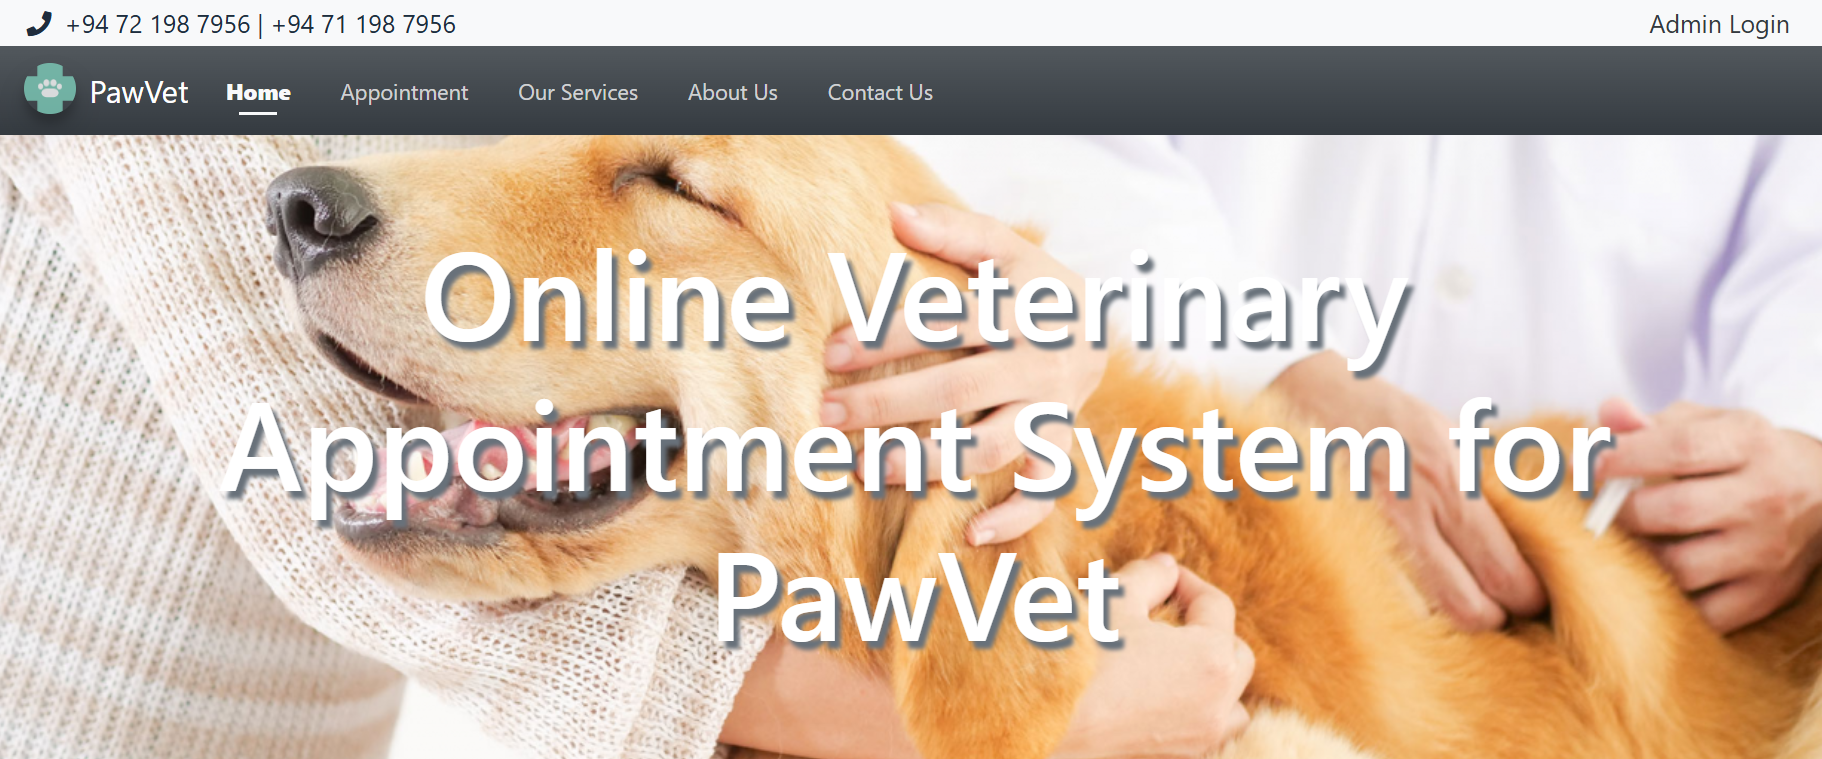 +94 72 198 7956 | +94 71 198 7956
Admin Login
PawVet
Home
Appointment
Our Services
About Us
Contact Us
Online Veterinary
Appointment System for
PawVet